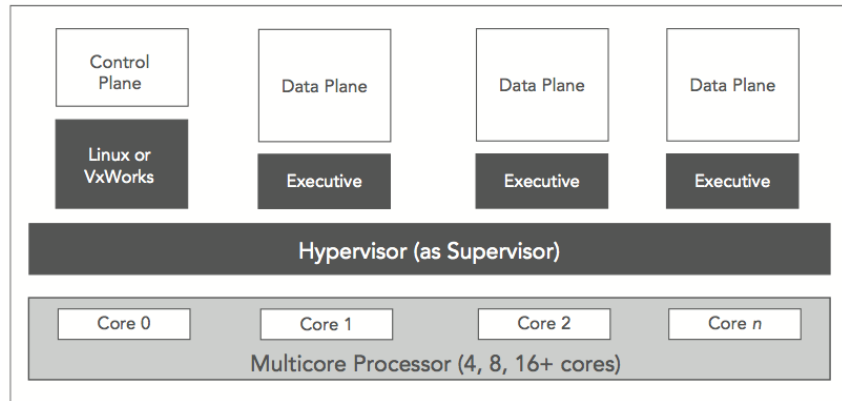 Control
Plane
Data Plane
Data Plane
Data Plane
Linux or
VxWorks
Executive
Executive
Executive
Hypervisor (as Supervisor)
Core 0
Core 1
Core 2
Core n
Multicore Processor (4, 8, 16+ cores)